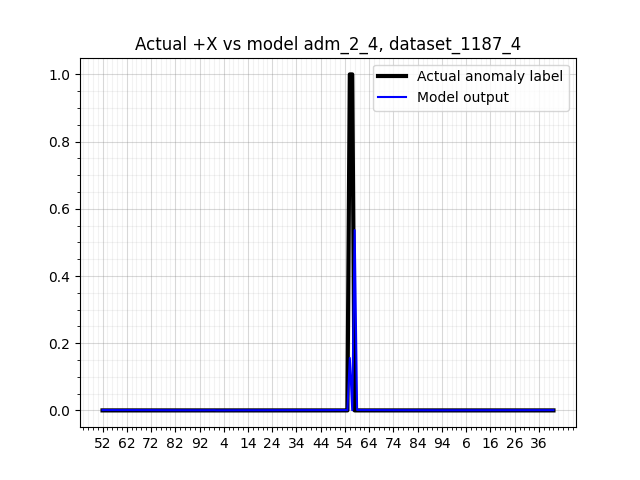 Actual +X vs model adm_2_4, dataset_1187_4
Actual anomaly label
Model output
1.0
0.8
0.6
0.4
0.2
0.0
52 62 72 82 92 4 14 24 34 44 54 64 74 84 94 6 16 26 36